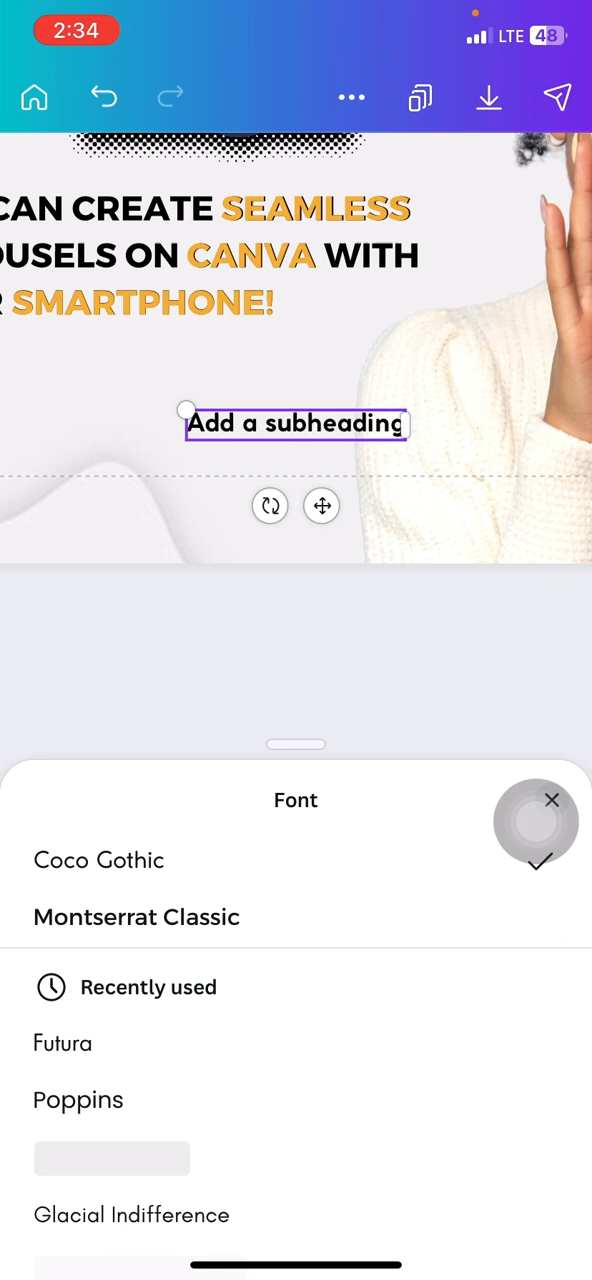 2:34
LTE 48
CAN CREATE SEAMLESS
OUSELS ON CANVA WITH
R SMARTPHONE!
Add a subheading
Font
Coco Gothic
Montserrat Classic
Recently used
Futura
Poppins
Glacial Indifference